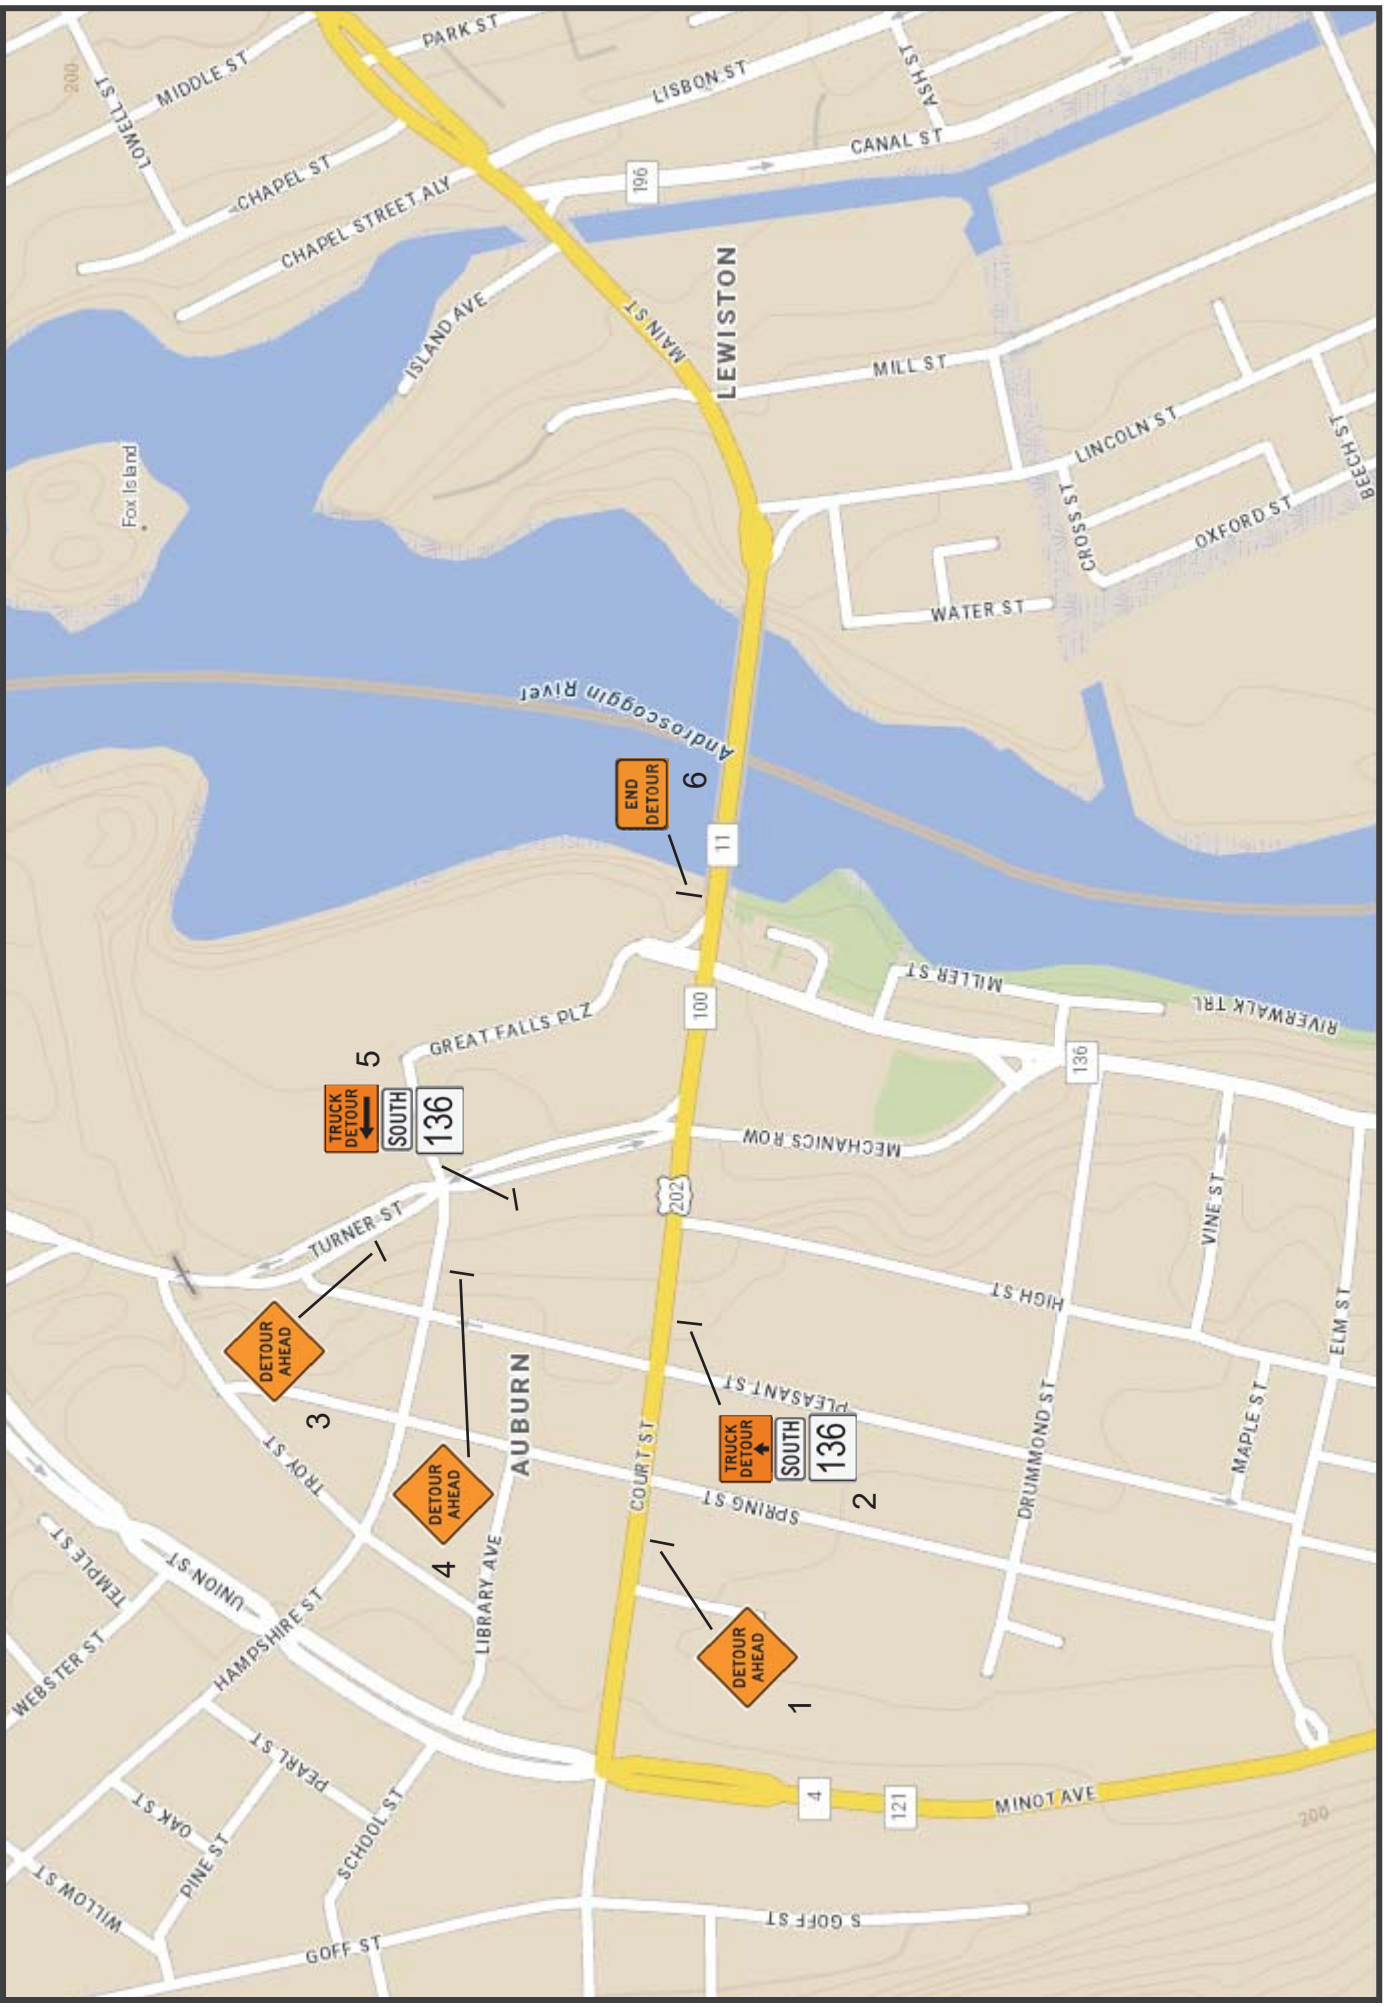 200
LOWELL ST
MIDDLE ST
PARK ST
LISBON ST
ASH ST
CHAPEL ST
CHAPEL STREET ALY
196
CANAL ST
ISLAND AVE
MAIN ST
LEWISTON
MILL ST
LINCOLN ST
BEECH ST
CROSS ST
OXFORD ST
WATER ST
Fox Island
Androscoggin River
END
DETOUR
6
11
100
GREAT FALLS PLZ
MILLER ST
RIVERWALK TRL
136
5
TRUCK
DETOUR
SOUTH
136
MECHANICS ROW
TURNER ST
202
VINE ST
HIGH ST
ELM ST
DETOUR
AHEAD
3
AUBURN
PLEASANT ST
TRUCK
DETOUR
SOUTH
136
2
DRUMMOND ST
MAPLE ST
COURT ST
SPRING ST
TROY ST
DETOUR
AHEAD
4
LIBRARY AVE
TEMPLE ST
UNION ST
WEBSTER ST
HAMPSHIRE ST
DETOUR
AHEAD
1
PEARL ST
OAK ST
PINE ST
SCHOOL ST
WILLOW ST
4
121
MINOT AVE
200
GOFF ST
S GOFF ST